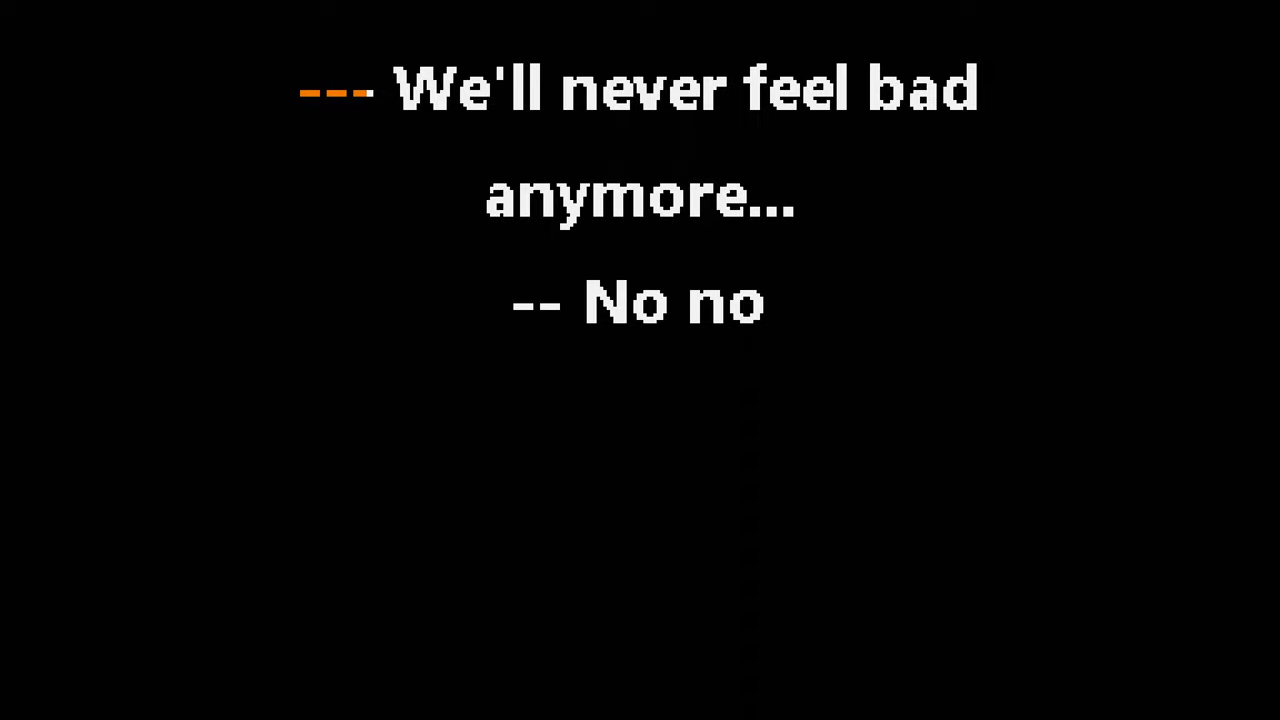 --- We'll never feel bad
anymore...
-- No no